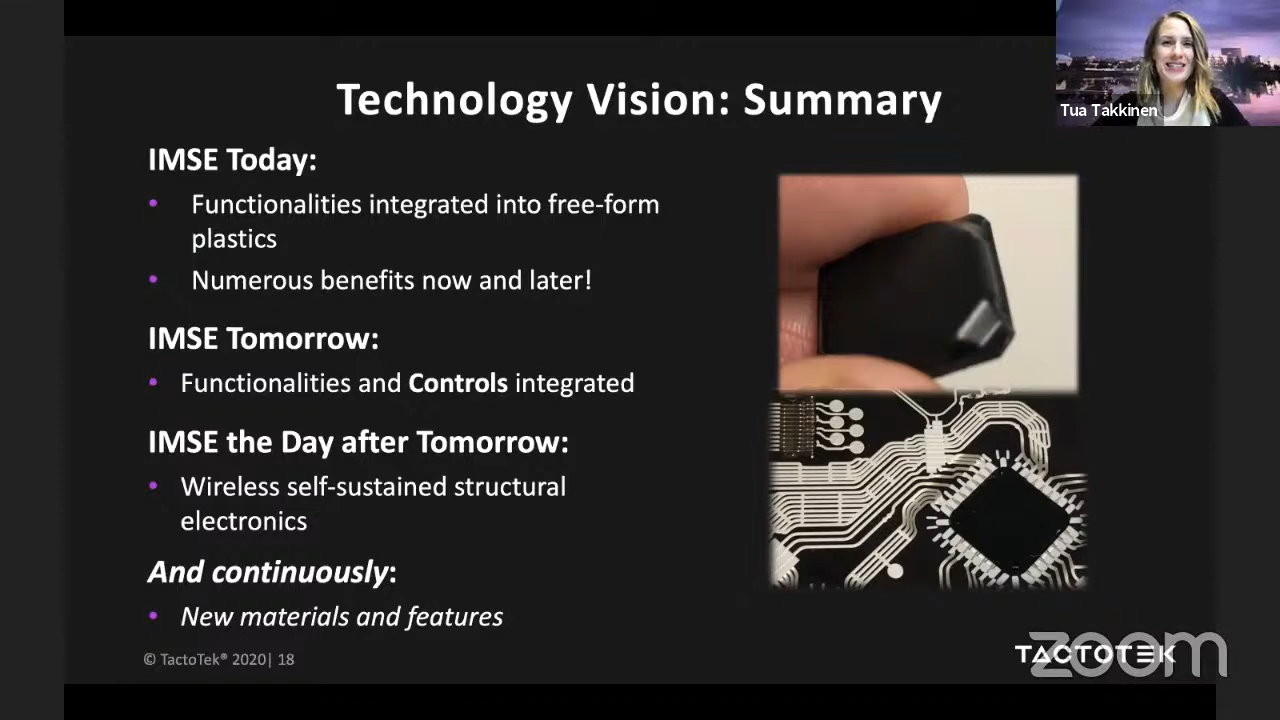 Technology Vision: Summary
Tua Takkinen
IMSE Today:
• Functionalities integrated into free-form
plastics
• Numerous benefits now and later!
IMSE Tomorrow:
• Functionalities and Controls integrated
IMSE the Day after Tomorrow:
• Wireless self-sustained structural
electronics
And continuously:
• New materials and features
© TactoTek® 2020| 18
TACTOTEK
zoom